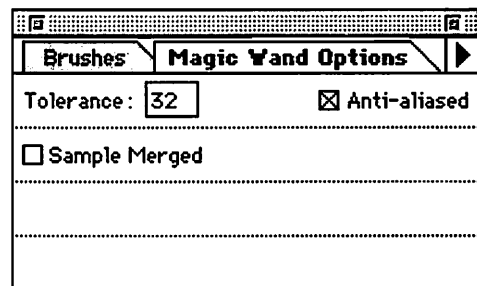 Brushes Magic Wand Options
Tolerance: 32 Anti-aliased
Sample Merged